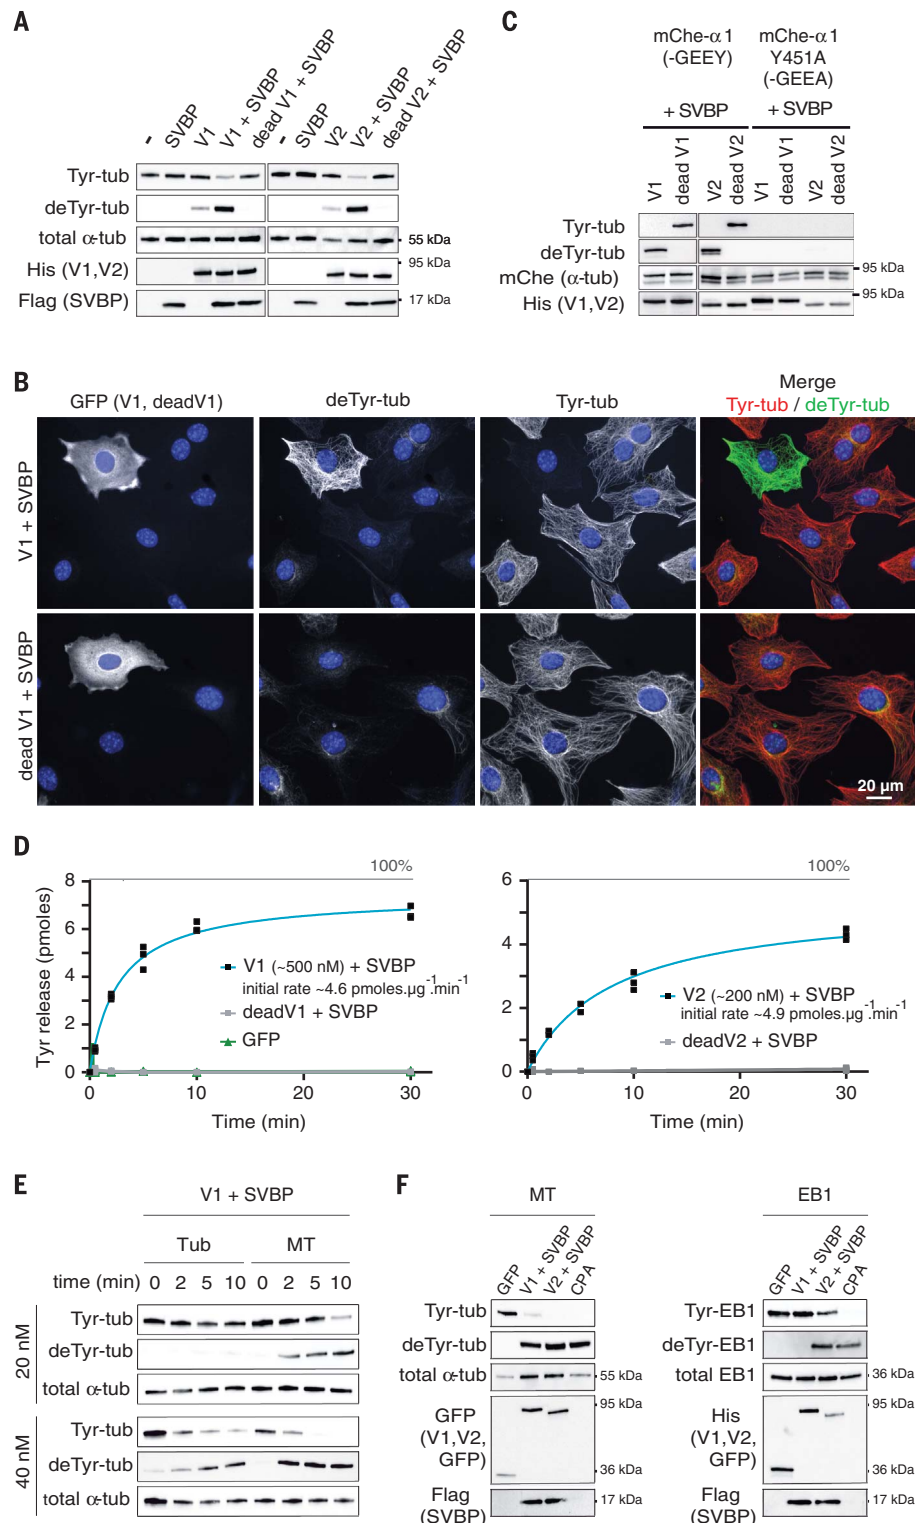 A
- SVBP V1 V1 + SVBP dead V1 + SVBP - SVBP V2 V2 + SVBP dead V2 + SVBP
Tyr-tub
deTyr-tub
total α-tub
55 kDa
His (V1,V2)
95 kDa
Flag (SVBP)
17 kDa
C
mChe-α1
(-GEEY)
mChe-α1
Y451A
(-GEEA)
+ SVBP
+ SVBP
V1 dead V1 V2 dead V2 V1 dead V1 V2 dead V2
Tyr-tub
deTyr-tub
mChe (α-tub)
95 kDa
His (V1,V2)
95 kDa
B
GFP (V1, deadV1)
deTyr-tub
Tyr-tub
Merge
Tyr-tub / deTyr-tub
V1 + SVBP
dead V1 + SVBP
20 µm
D
Tyr release (pmoles)
8
6
4
2
0
100%
V1 (~500 nM) + SVBP
initial rate ~4.6 pmoles.µg⁻¹.min⁻¹
deadV1 + SVBP
GFP
0 10 20 30
Time (min)
6
4
2
0
100%
V2 (~200 nM) + SVBP
initial rate ~4.9 pmoles.µg⁻¹.min⁻¹
deadV2 + SVBP
0 10 20 30
Time (min)
E
V1 + SVBP
Tub MT
time (min) 0 2 5 10 0 2 5 10
20 nM
Tyr-tub
deTyr-tub
total α-tub
40 nM
Tyr-tub
deTyr-tub
total α-tub
F
MT
GFP V1 + SVBP V2 + SVBP CPA
Tyr-tub
deTyr-tub
total α-tub
55 kDa
GFP
(V1,V2,
GFP)
95 kDa
36 kDa
Flag
(SVBP)
17 kDa
EB1
GFP V1 + SVBP V2 + SVBP CPA
Tyr-EB1
deTyr-EB1
total EB1
36 kDa
His
(V1,V2,
GFP)
95 kDa
36 kDa
Flag
(SVBP)
17 kDa